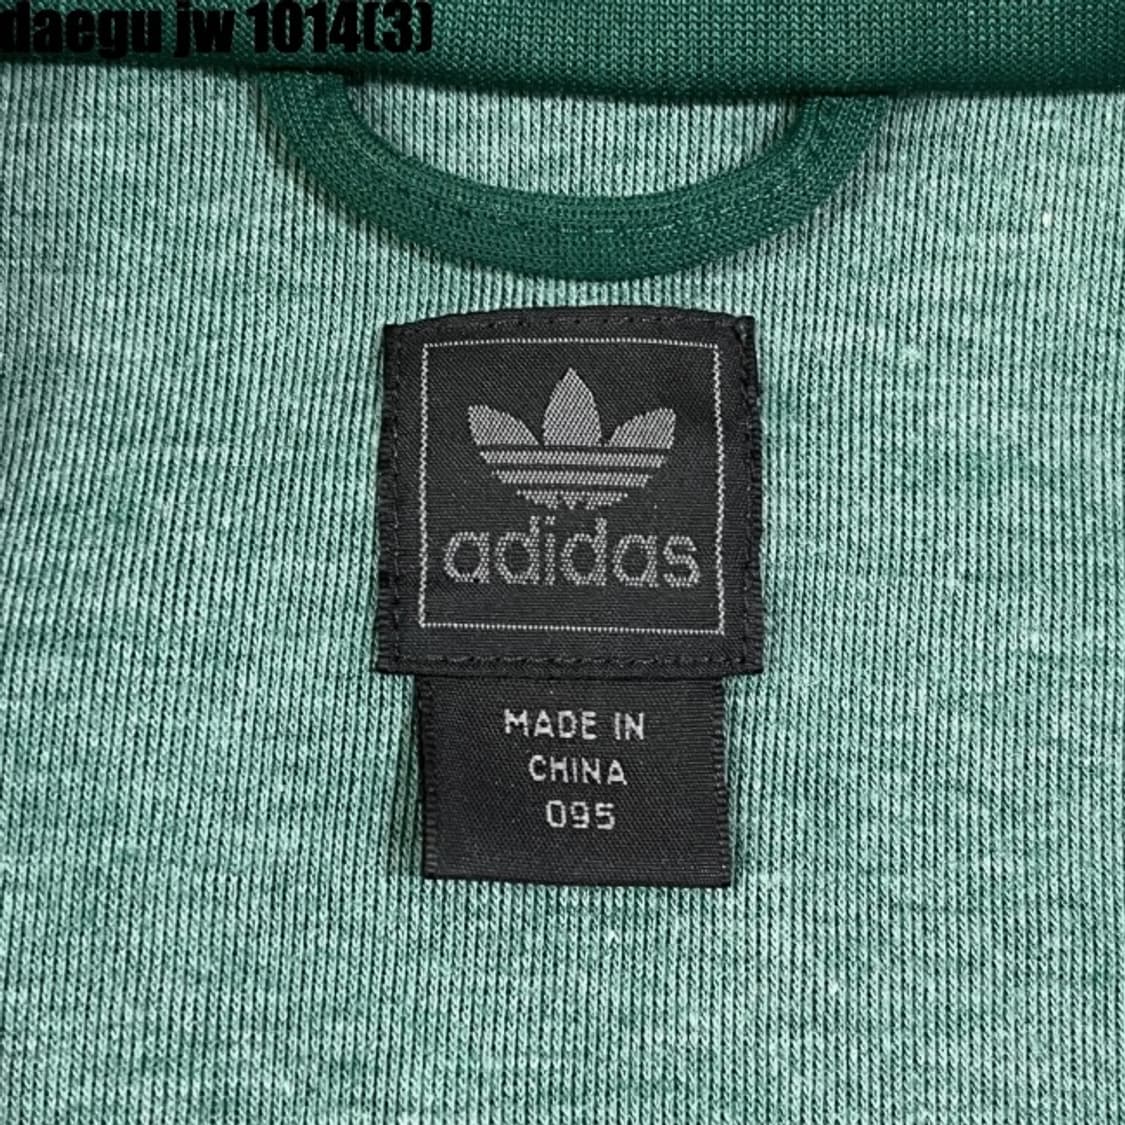 daegu jw 1014(3)
adidas
MADE IN
CHINA
095